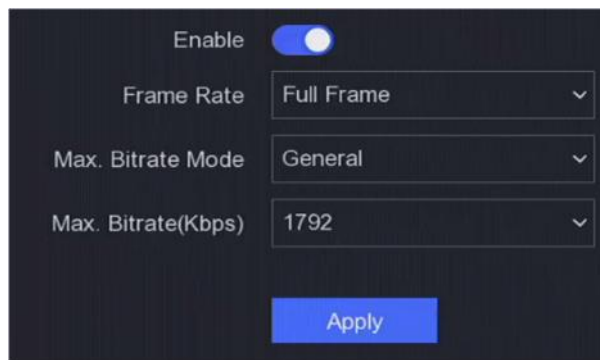 Enable
Frame Rate Full Frame
Max. Bitrate Mode General
Max. Bitrate(Kbps) 1792
Apply